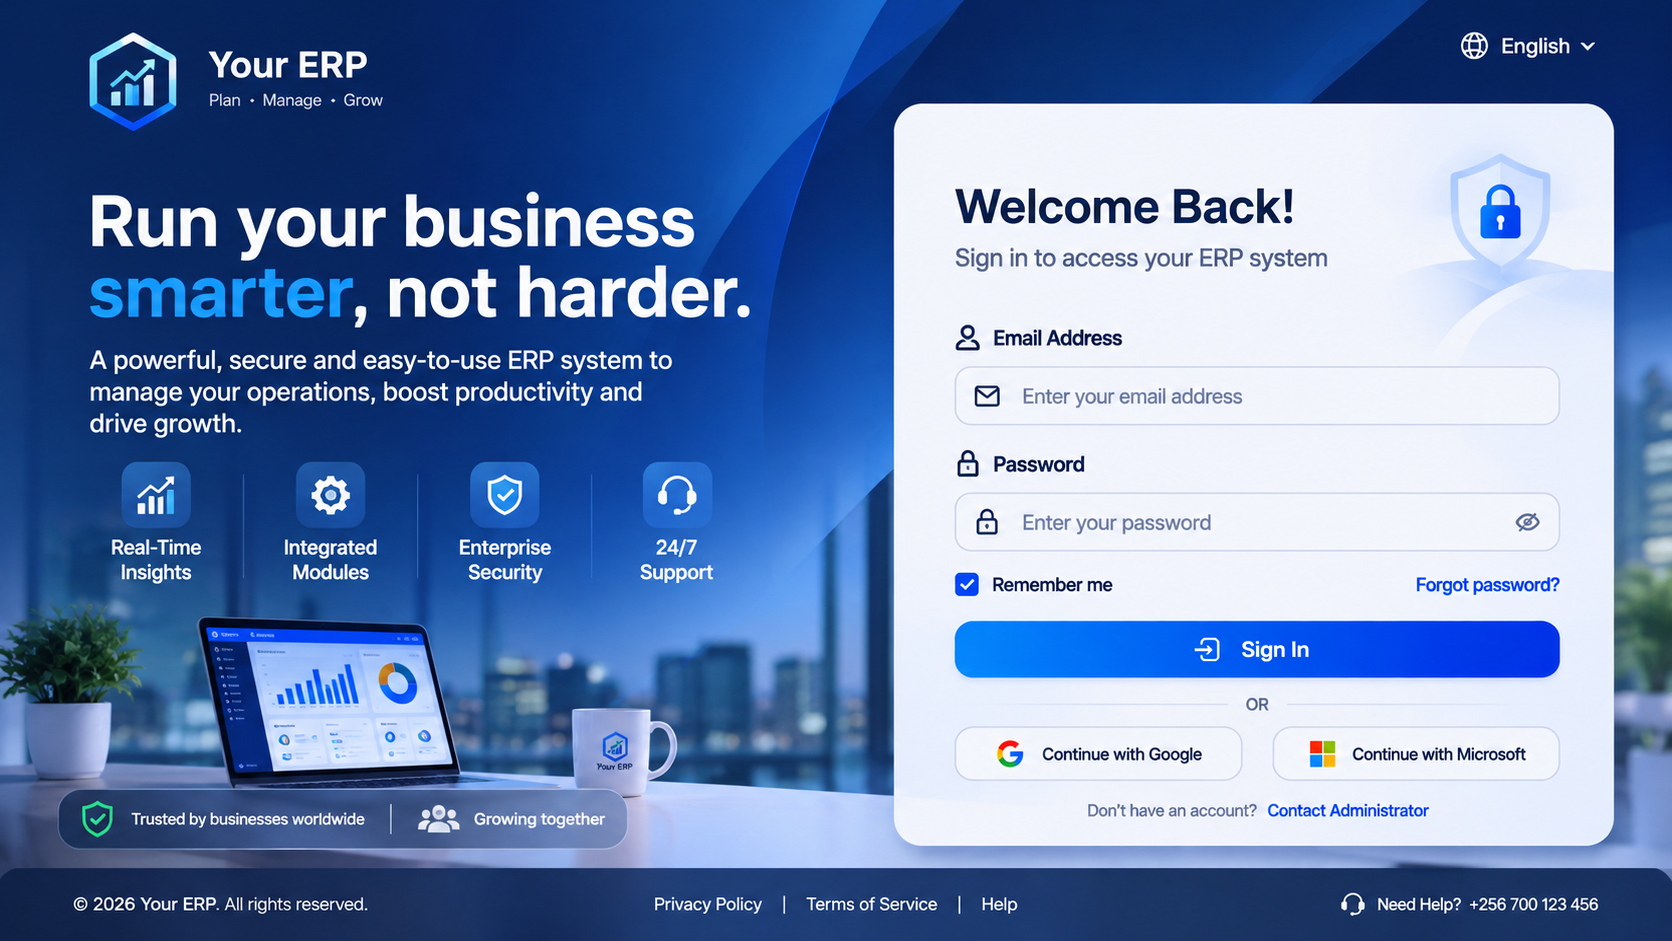 Your ERP
Plan • Manage • Grow
English
Run your business
smarter, not harder.
A powerful, secure and easy-to-use ERP system to
manage your operations, boost productivity and
drive growth.
Real-Time
Insights
Integrated
Modules
Enterprise
Security
24/7
Support
Your ERP
Trusted by businesses worldwide
Growing together
Welcome Back!
Sign in to access your ERP system
Email Address
Enter your email address
Password
Enter your password
Remember me
Forgot password?
Sign In
OR
Continue with Google
Continue with Microsoft
Don't have an account? Contact Administrator
© 2026 Your ERP. All rights reserved.
Privacy Policy | Terms of Service | Help
Need Help? +256 700 123 456